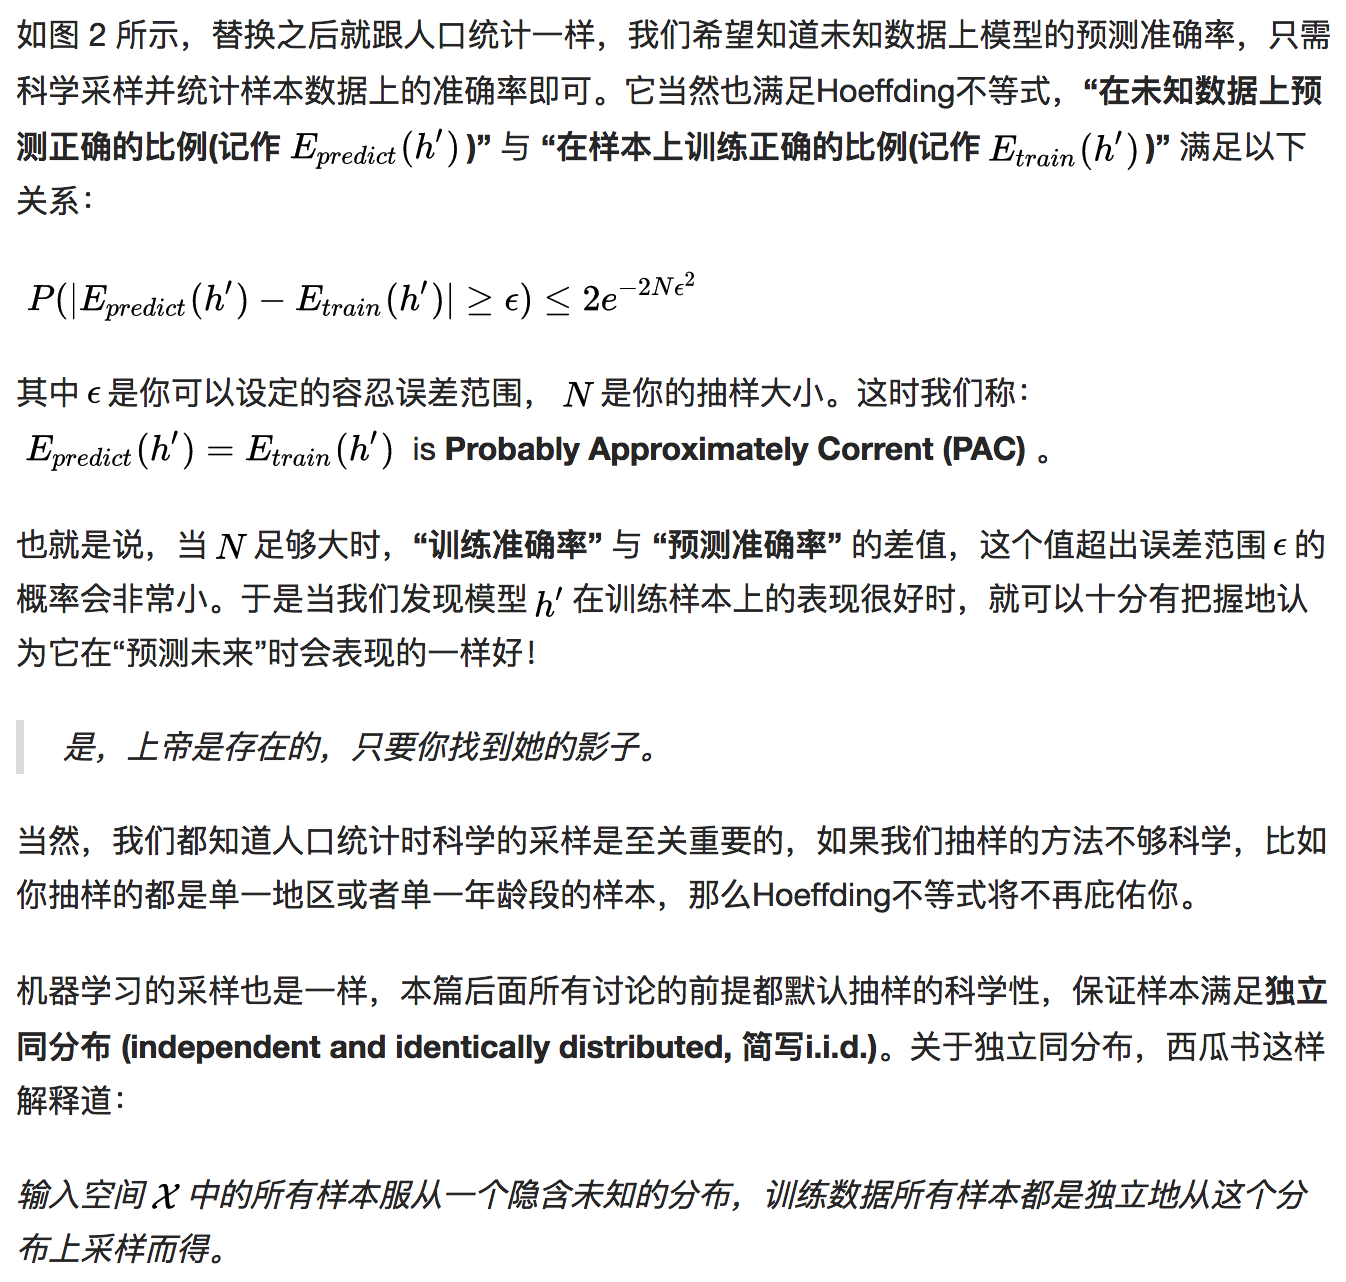 如图 2 所示，替换之后就跟人口统计一样，我们希望知道未知数据上模型的预测准确率，只需
科学采样并统计样本数据上的准确率即可。它当然也满足Hoeffding不等式，“在未知数据上预
测正确的比例(记作 E_{predict}(h′))” 与 “在样本上训练正确的比例(记作 E_{train}(h′))” 满足以下
关系：
P(|E_{predict}(h′) − E_{train}(h′)| ≥ ϵ) ≤ 2e^{−2Nϵ^2}
其中 ϵ 是你可以设定的容忍误差范围， N 是你的抽样大小。这时我们称：
E_{predict}(h′) = E_{train}(h′) is Probably Approximately Corrent (PAC) 。
也就是说，当 N 足够大时，“训练准确率” 与 “预测准确率” 的差值，这个值超出误差范围 ϵ 的
概率会非常小。于是当我们发现模型 h′ 在训练样本上的表现很好时，就可以十分有把握地认
为它在“预测未来”时会表现的一样好！
是，上帝是存在的，只要你找到她的影子。
当然，我们都知道人口统计时科学的采样是至关重要的，如果我们抽样的方法不够科学，比如
你抽样的都是单一地区或者单一年龄段的样本，那么Hoeffding不等式将不再庇佑你。
机器学习的采样也是一样，本篇后面所有讨论的前提都默认抽样的科学性，保证样本满足独立
同分布 (independent and identically distributed, 简写i.i.d.)。关于独立同分布，西瓜书这样
解释道：
输入空间 𝒳 中的所有样本服从一个隐含未知的分布，训练数据所有样本都是独立地从这个分
布上采样而得。